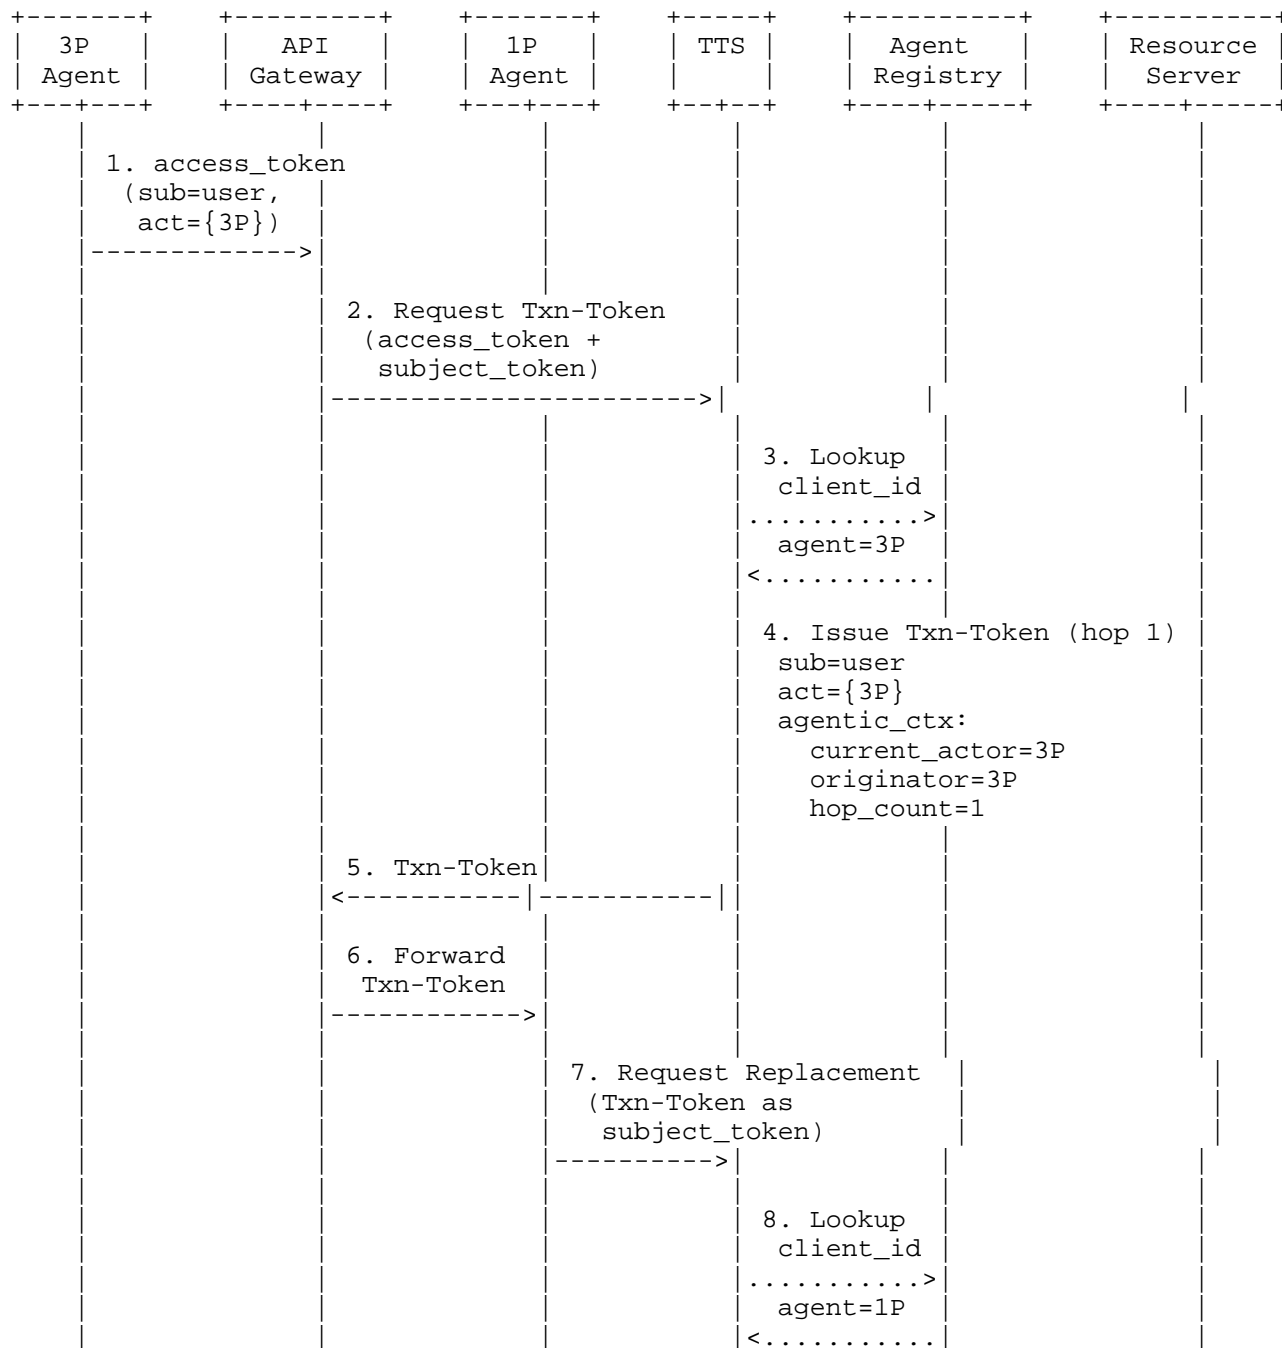 3P API 1P TTS Agent Resource
Agent Gateway Agent Registry Server
1. access_token
(sub=user,
act={3P})
2. Request Txn-Token
(access_token +
subject_token)
3. Lookup
client_id
agent=3P
4. Issue Txn-Token (hop 1)
sub=user
act={3P}
agentic_ctx:
current_actor=3P
originator=3P
hop_count=1
5. Txn-Token
6. Forward
Txn-Token
7. Request Replacement
(Txn-Token as
subject_token)
8. Lookup
client_id
agent=1P